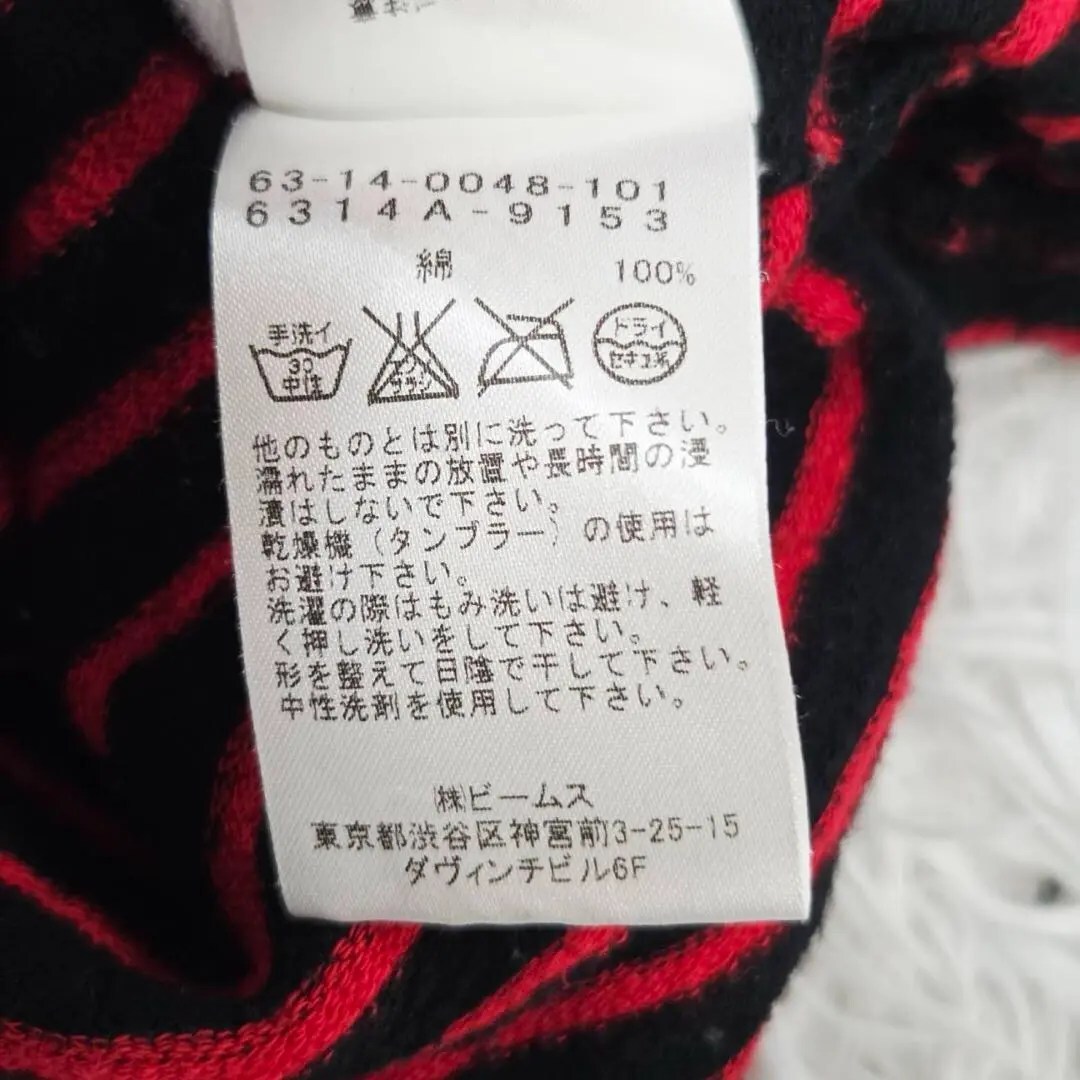 63-14-0048-101
6314A-9153
綿 100%
手洗イ
30
中性
エンソ
サラシ
ドライ
セキユ系
他のものとは別に洗って下さい。
濡れたままの放置や長時間の浸
漬はしないで下さい。
乾燥機(タンブラー)の使用は
お避け下さい。
洗濯の際はもみ洗いは避け、軽
く押し洗いをして下さい。
形を整えて日陰で干して下さい。
中性洗剤を使用して下さい。
㈱ビームス
東京都渋谷区神宮前3-25-15
ダヴィンチビル6F